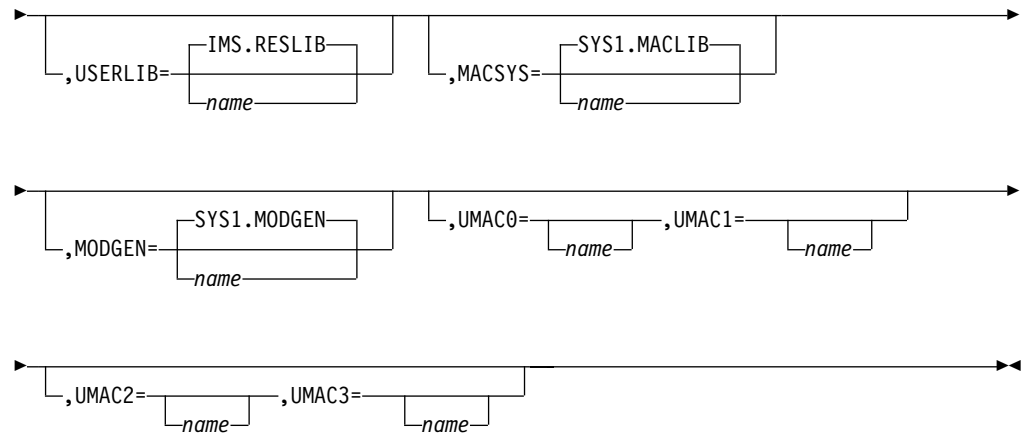 IMS.RESLIB SYS1.MACLIB
,USERLIB= ,MACSYS=
name name
SYS1.MODGEN ,UMAC0= ,UMAC1=
,MODGEN= name name
name
,UMAC2= ,UMAC3=
name name